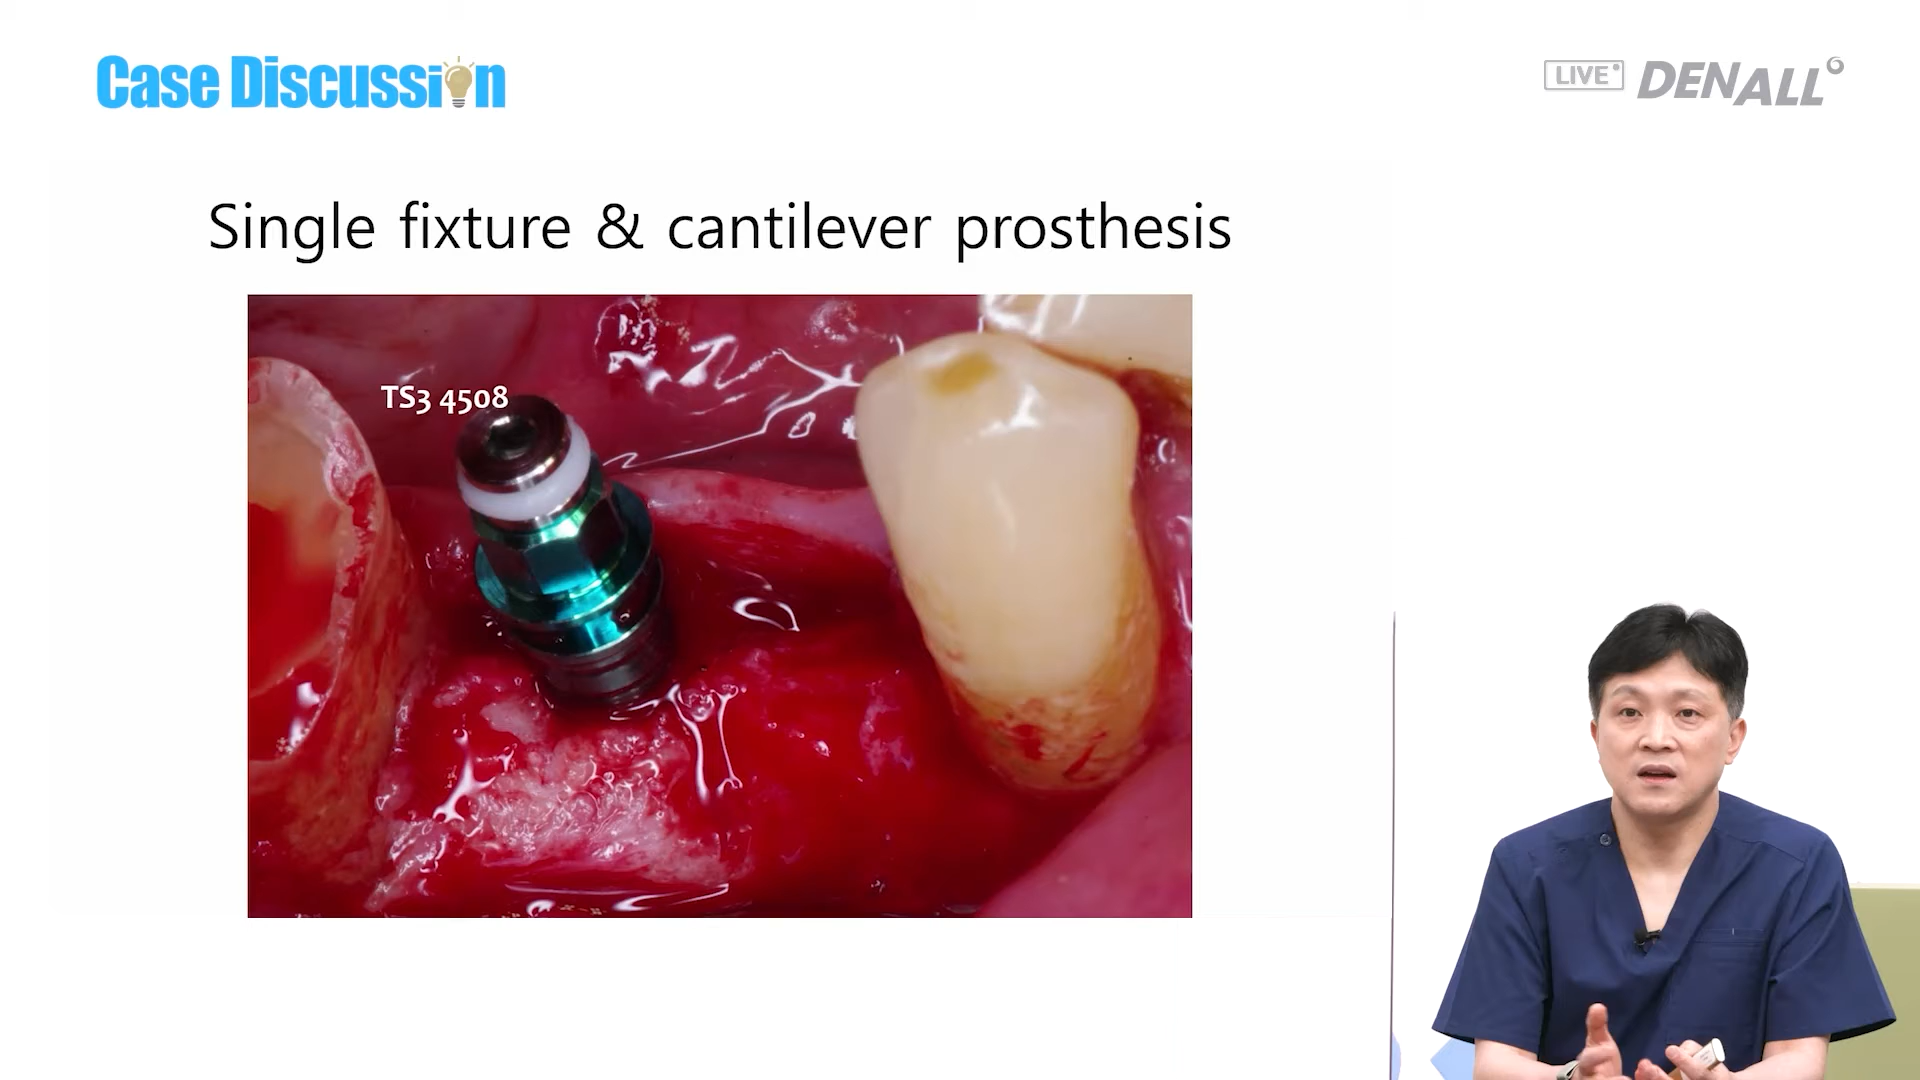 Case Discussion
LIVE DENALL
Single fixture & cantilever prosthesis
TS3 4508